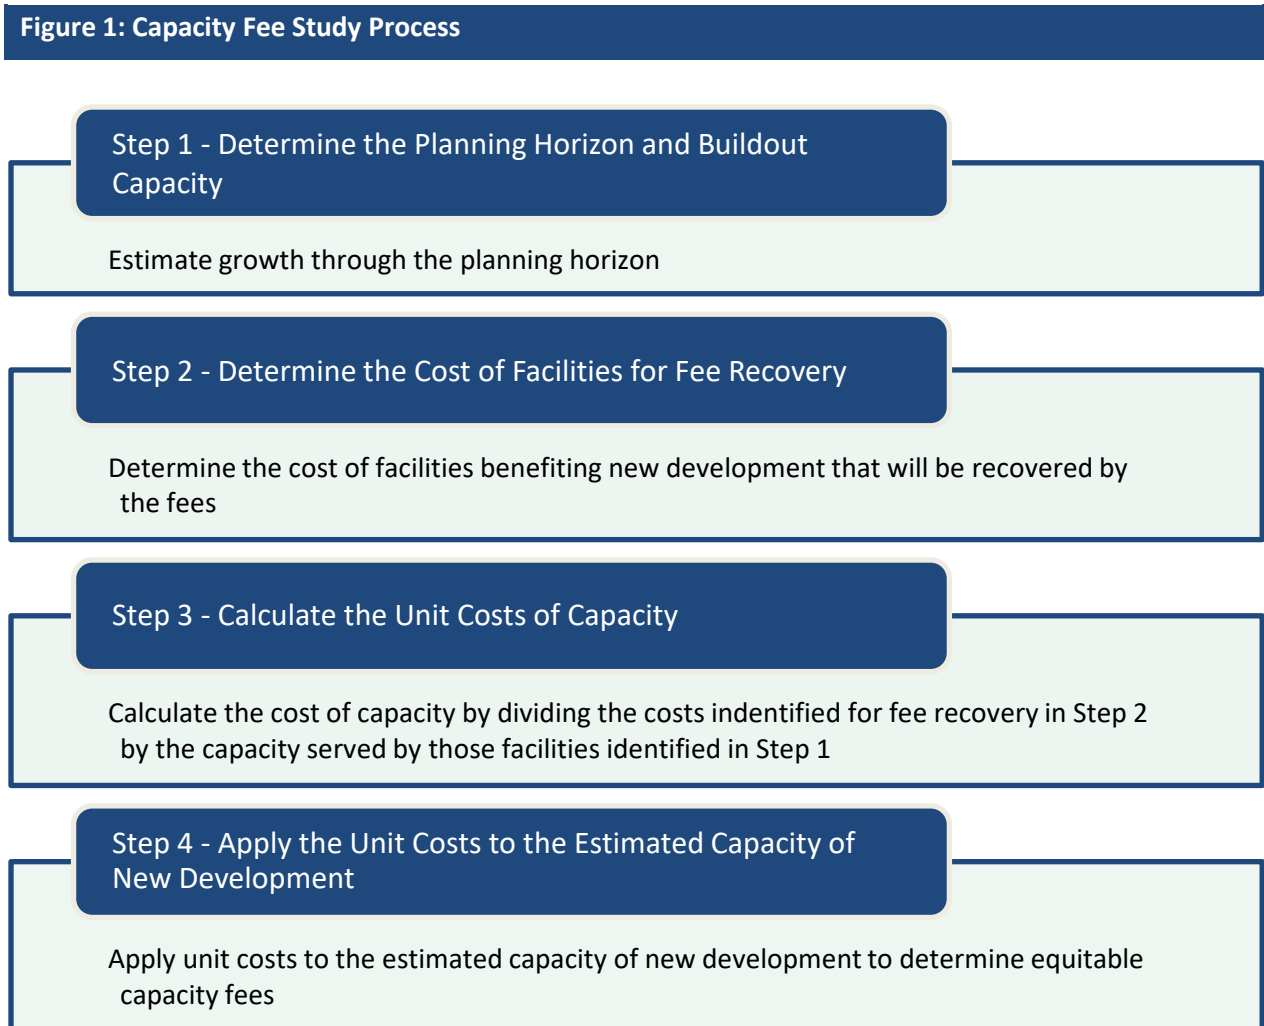 Figure 1: Capacity Fee Study Process
Step 1 - Determine the Planning Horizon and Buildout
Capacity
Estimate growth through the planning horizon
Step 2 - Determine the Cost of Facilities for Fee Recovery
Determine the cost of facilities benefiting new development that will be recovered by
the fees
Step 3 - Calculate the Unit Costs of Capacity
Calculate the cost of capacity by dividing the costs indentified for fee recovery in Step 2
by the capacity served by those facilities identified in Step 1
Step 4 - Apply the Unit Costs to the Estimated Capacity of
New Development
Apply unit costs to the estimated capacity of new development to determine equitable
capacity fees